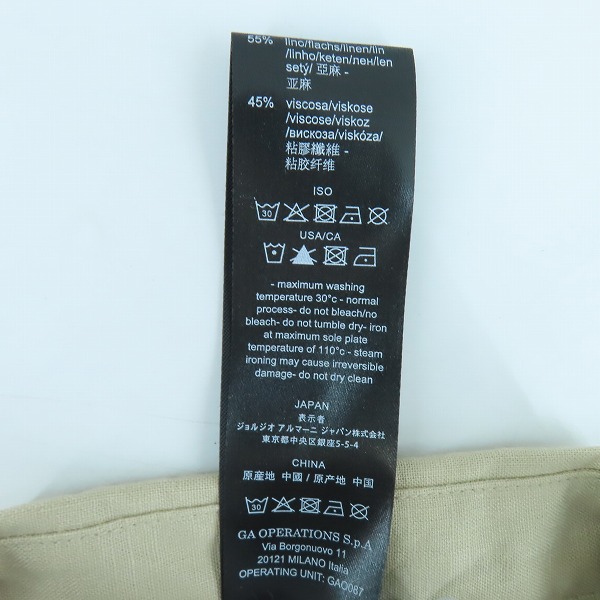 55% lino/flachs/linen/lin
/linho/keten/лен/len
setý/ 亞麻 -
亚麻
45% viscosa/viskose
/viscose/viskoz
/вискоза/viskóza/
粘膠纖維 -
粘胶纤维
ISO
30
USA/CA
- maximum washing
temperature 30°c - normal
process- do not bleach/no
bleach- do not tumble dry- iron
at maximum sole plate
temperature of 110°c - steam
ironing may cause irreversible
damage- do not dry clean
JAPAN
表示者
ジョルジオ アルマーニ ジャパン株式会社
東京都中央区銀座5-5-4
CHINA
原産地 中國 / 原产地 中国
30
GA OPERATIONS S.p.A
Via Borgonuovo 11
20121 MILANO Italia
OPERATING UNIT: GAO087